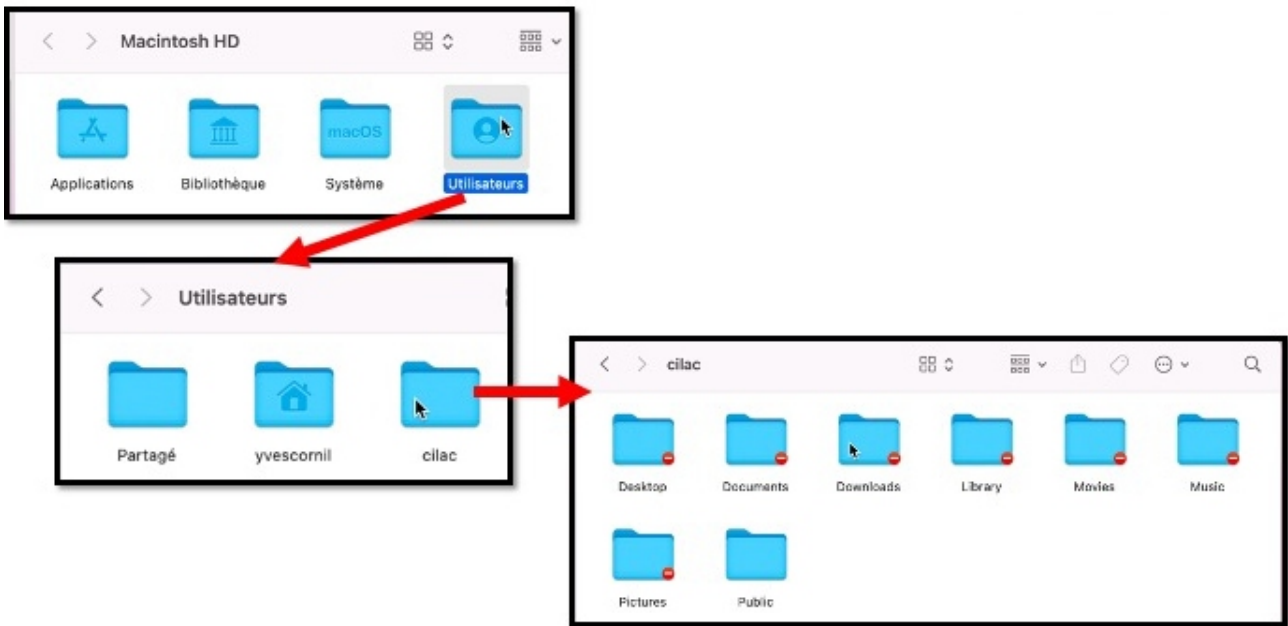 Macintosh HD
macOS
Applications Bibliothèque Système Utilisateurs
Utilisateurs
Partagé yvescornil cilac
cilac
Desktop Documents Downloads Library Movies Music
Pictures Public